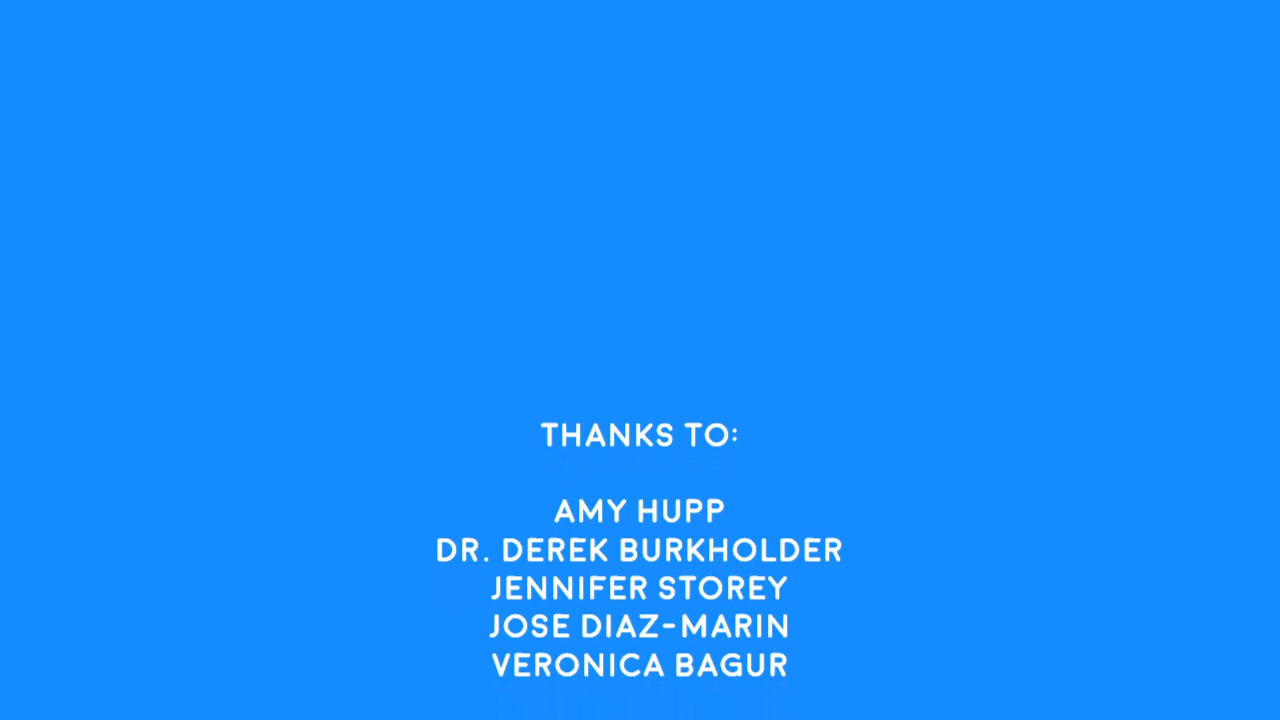 THANKS TO:
AMY HUPP
DR. DEREK BURKHOLDER
JENNIFER STOREY
JOSE DIAZ-MARIN
VERONICA BAGUR